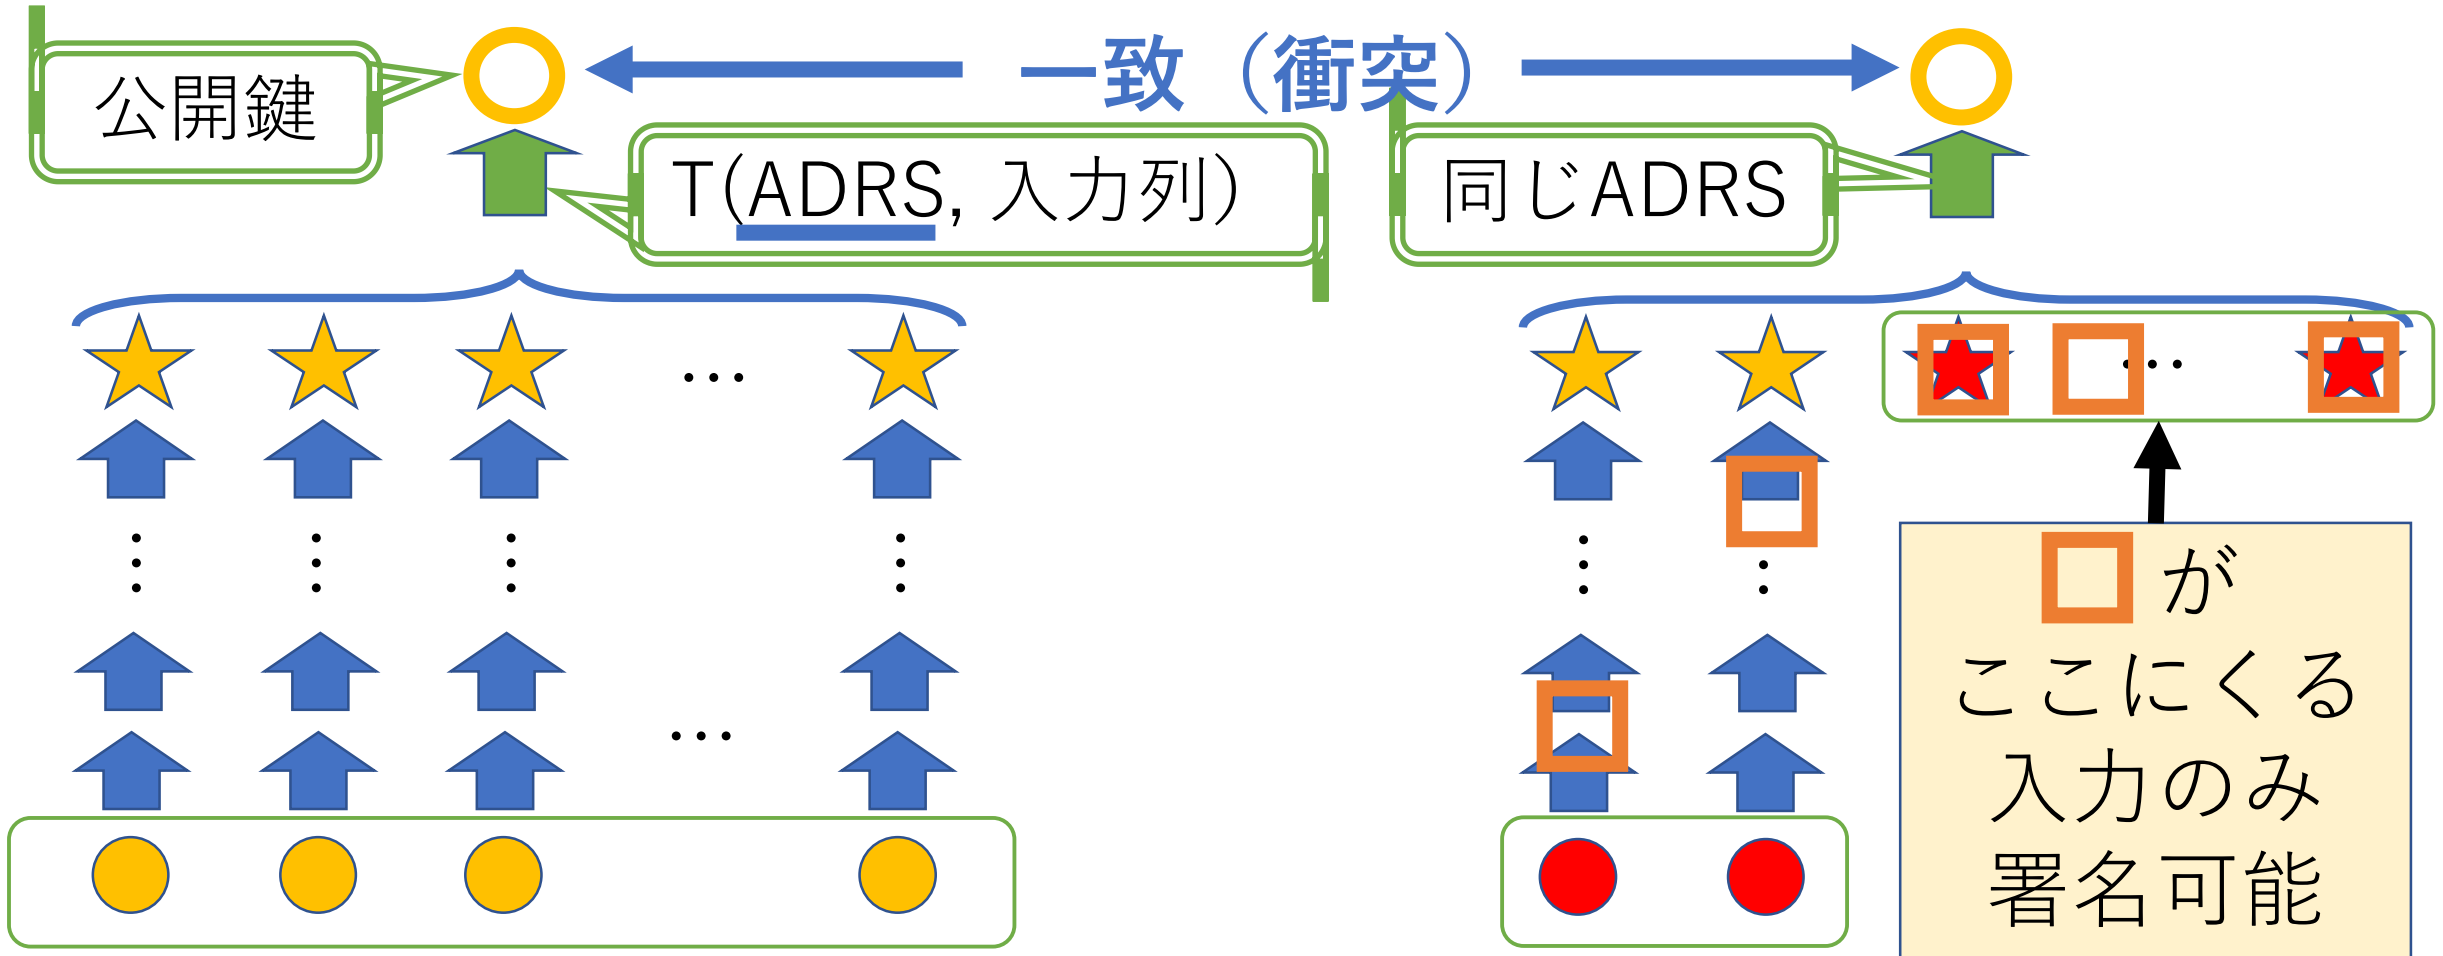 公開鍵
一致（衝突）
T(ADRS, 入力列)
同じADRS
…
…
⋮
⋮
⋮
⋮
⋮
⋮
…
が
ここにくる
入力のみ
署名可能